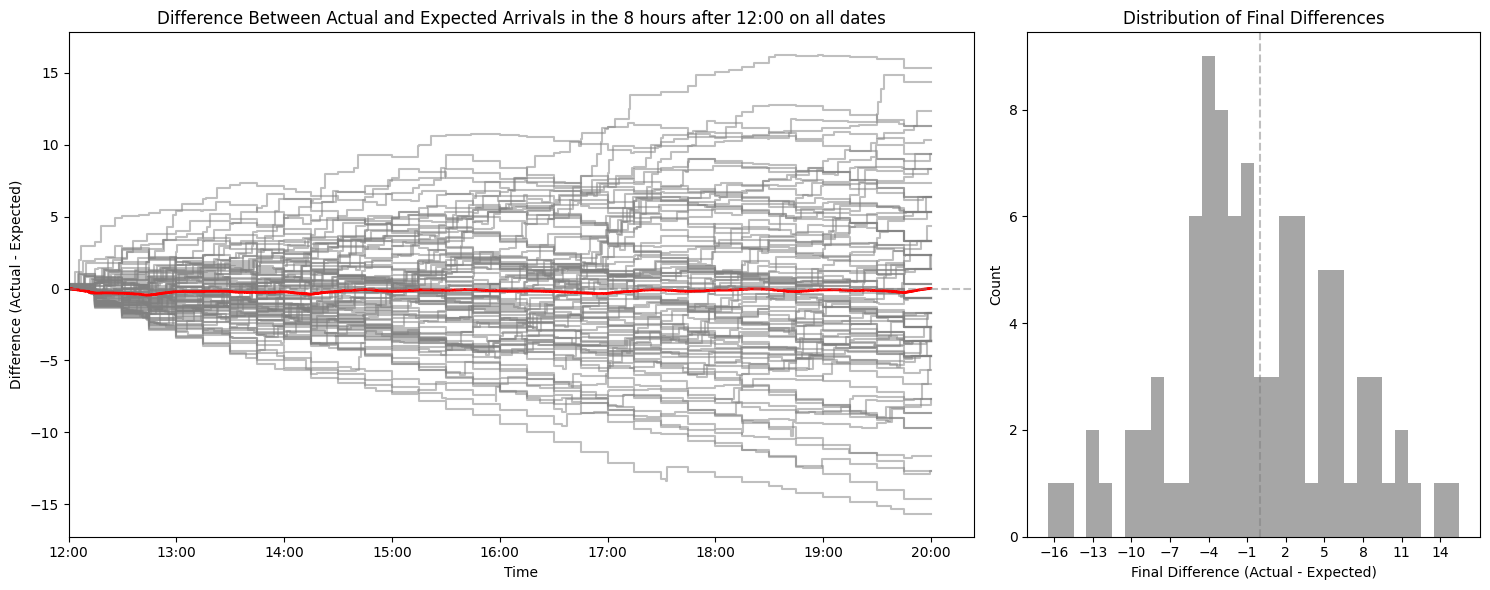 Difference Between Actual and Expected Arrivals in the 8 hours after 12:00 on all dates
Difference (Actual - Expected)
15
10
5
0
−5
−10
−15
12:00 13:00 14:00 15:00 16:00 17:00 18:00 19:00 20:00
Time
Distribution of Final Differences
Count
8
6
4
2
0
−16 −13 −10 −7 −4 −1 2 5 8 11 14
Final Difference (Actual - Expected)